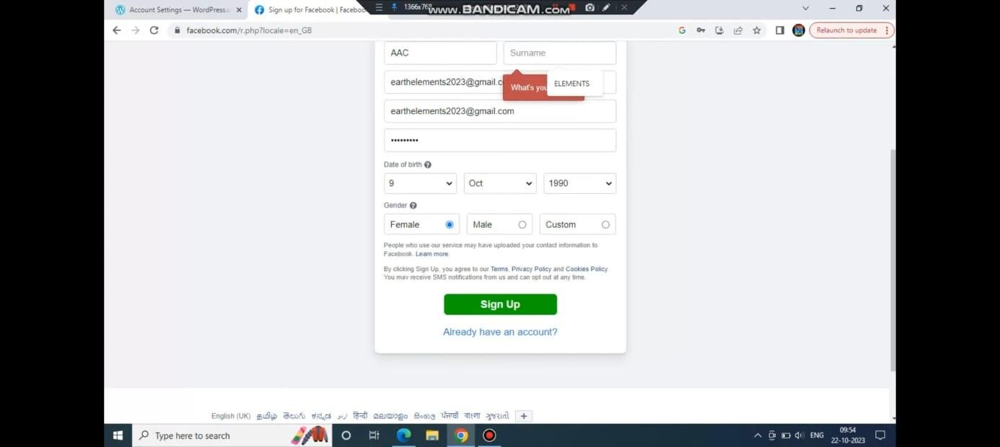 Account Settings — WordPress.c
Sign up for Facebook | Faceboo
1366x768
www.BANDICAM.com
facebook.com/r.php?locale=en_GB
Relaunch to update
AAC
Surname
earthelements2023@gmail.c
What's you
ELEMENTS
earthelements2023@gmail.com
•••••••••
Date of birth
9
Oct
1990
Gender
Female
Male
Custom
People who use our service may have uploaded your contact information to
Facebook. Learn more.
By clicking Sign Up, you agree to our Terms, Privacy Policy and Cookies Policy.
You may receive SMS notifications from us and can opt out at any time.
Sign Up
Already have an account?
English (UK) தமிழ் తెలుగు ಕನ್ನಡ اردو हिन्दी മലയാളം සිංහල ਪੰਜਾਬੀ বাংলা ગુજરાતી +
Type here to search
ENG
09:54
22-10-2023